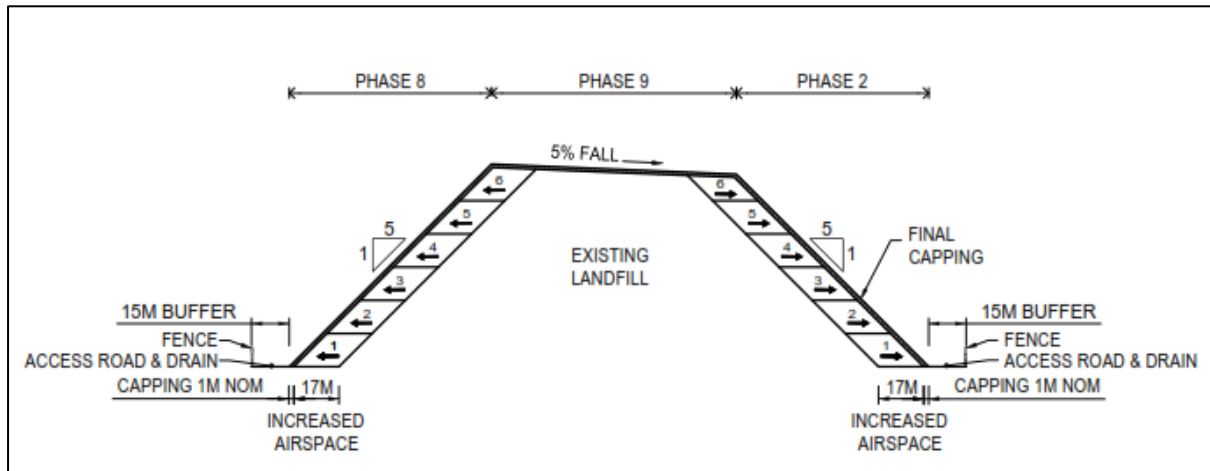 PHASE 8
PHASE 9
PHASE 2
5% FALL
6
5
4
3
2
1
6
5
4
3
2
1
5
1
5
1
EXISTING
LANDFILL
FINAL
CAPPING
15M BUFFER
FENCE
ACCESS ROAD & DRAIN
CAPPING 1M NOM
17M
INCREASED
AIRSPACE
15M BUFFER
FENCE
ACCESS ROAD & DRAIN
17M
CAPPING 1M NOM
INCREASED
AIRSPACE